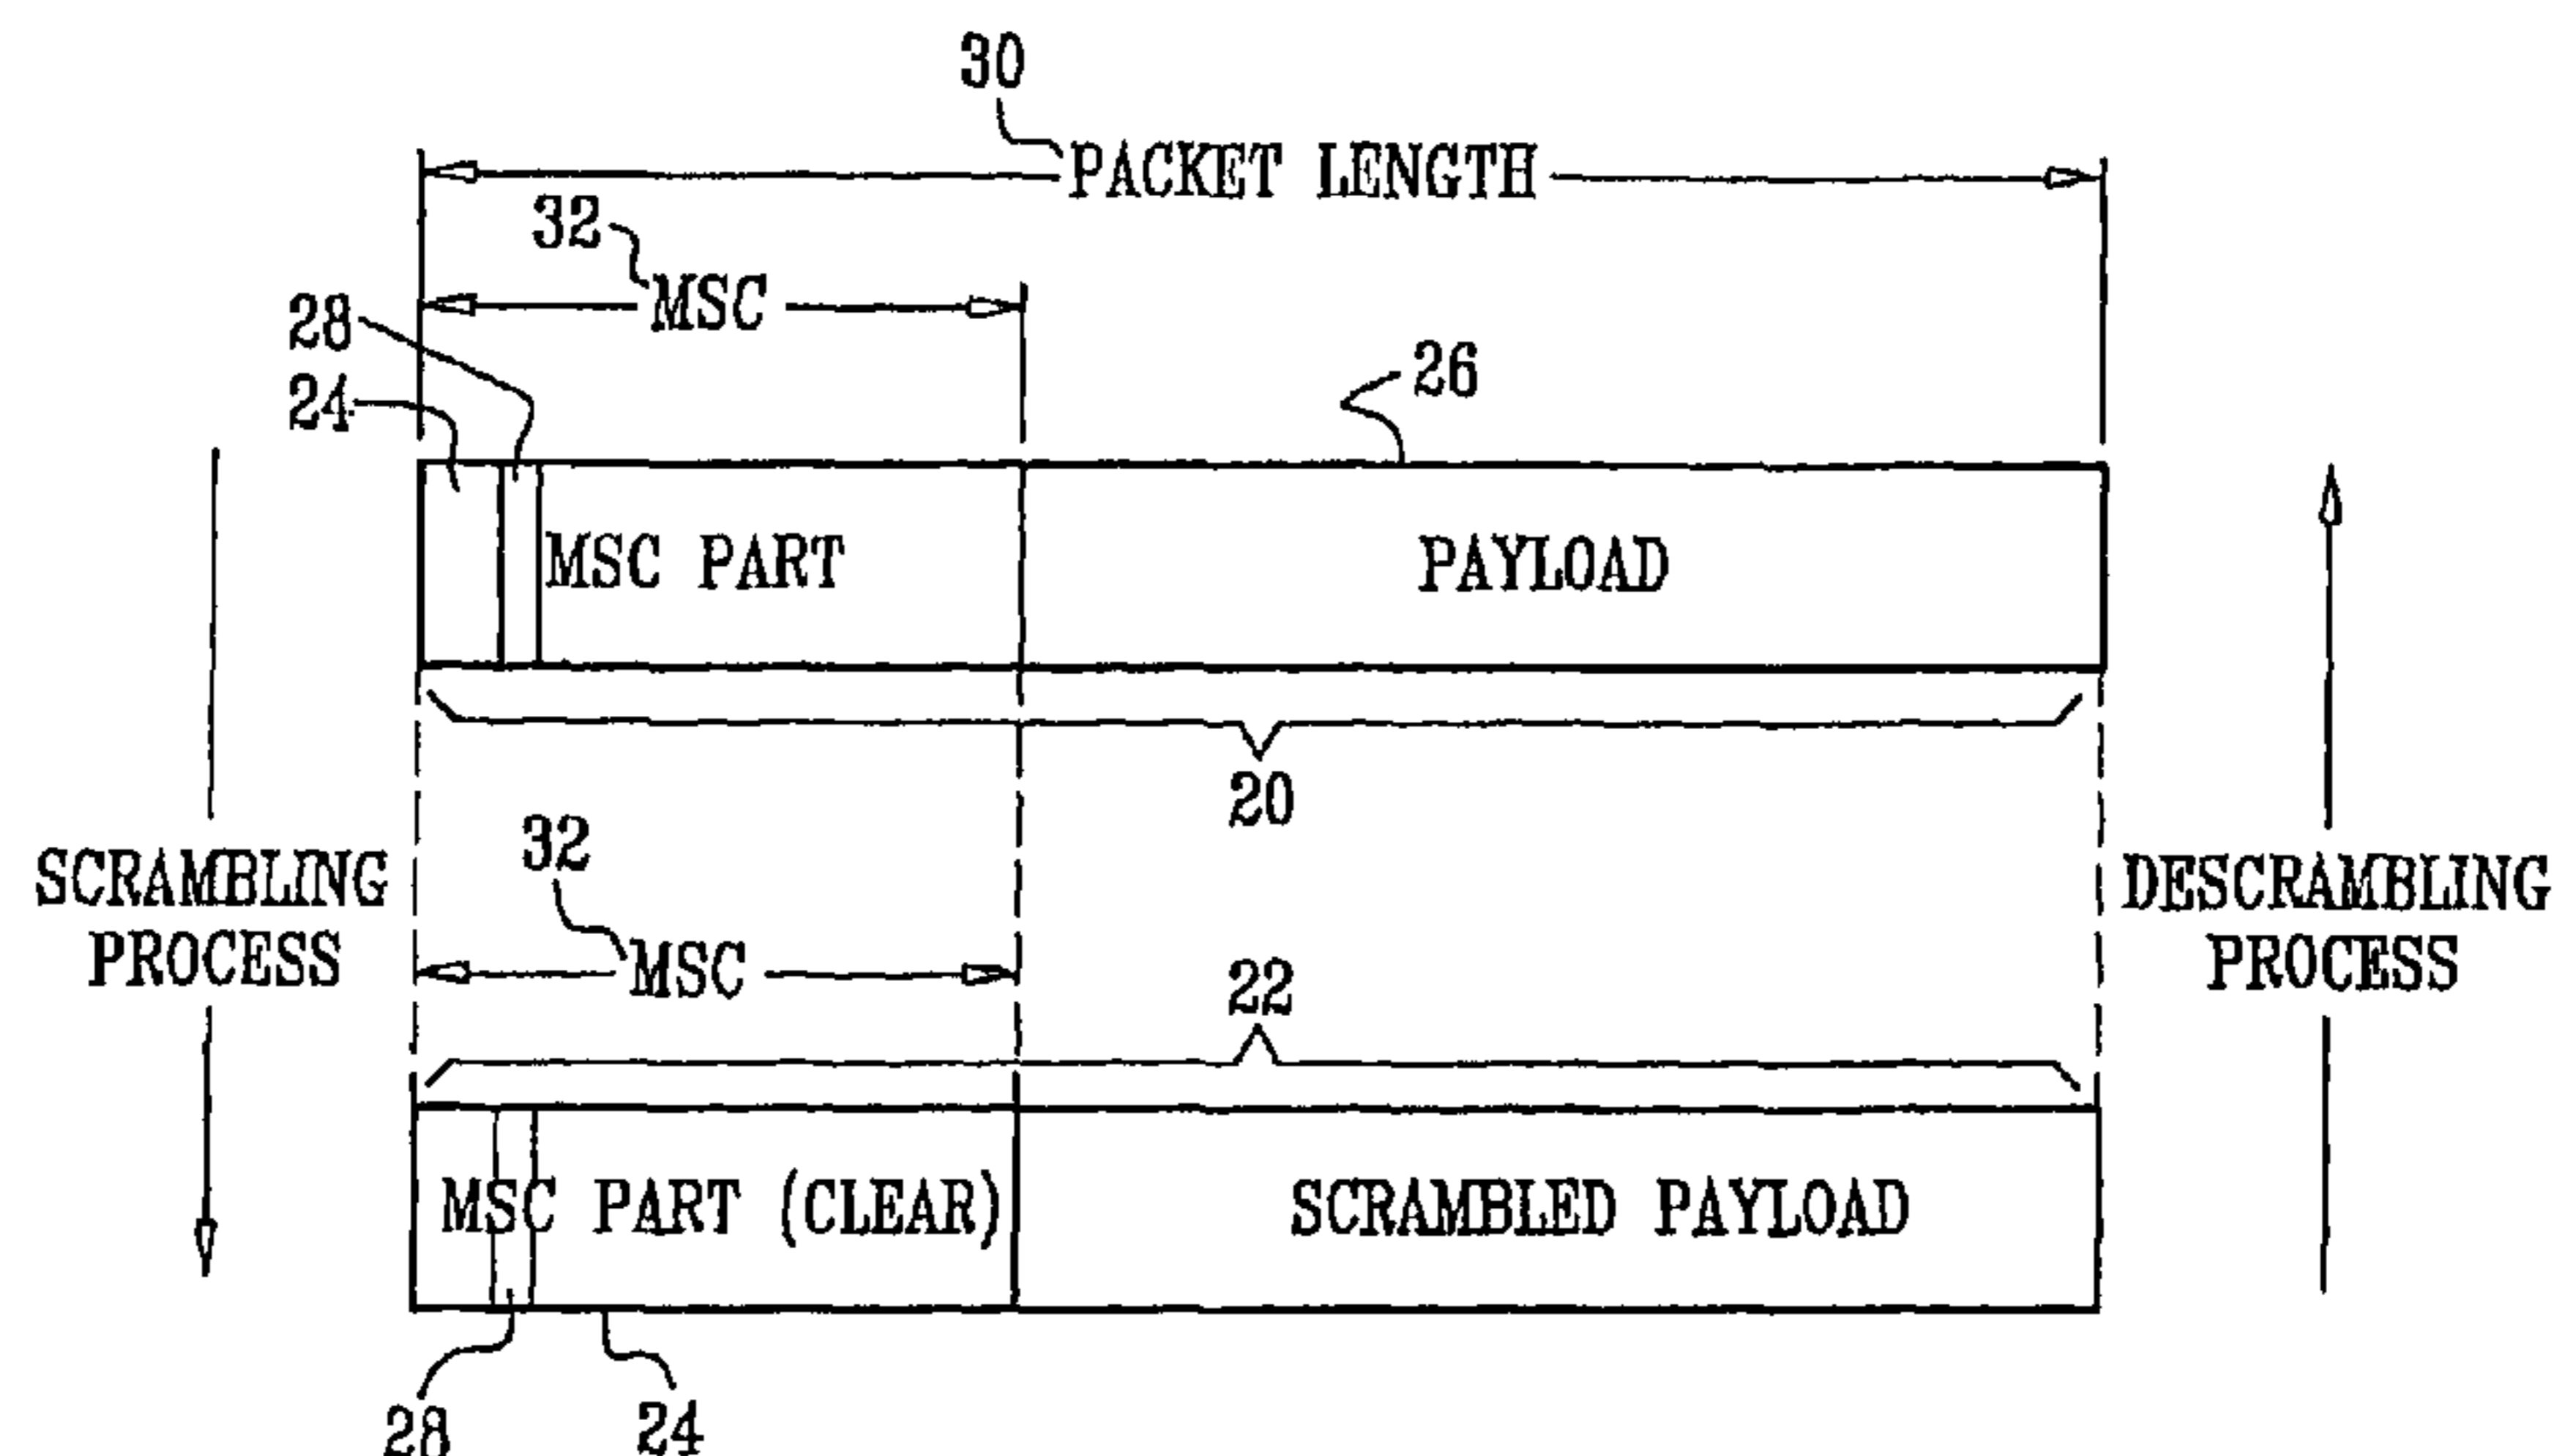 30
PACKET LENGTH
32
MSC
28
24
26
MSC PART
PAYLOAD
20
SCRAMBLING
PROCESS
32
MSC
22
DESCRAMBLING
PROCESS
MSC PART (CLEAR)
SCRAMBLED PAYLOAD
28
24